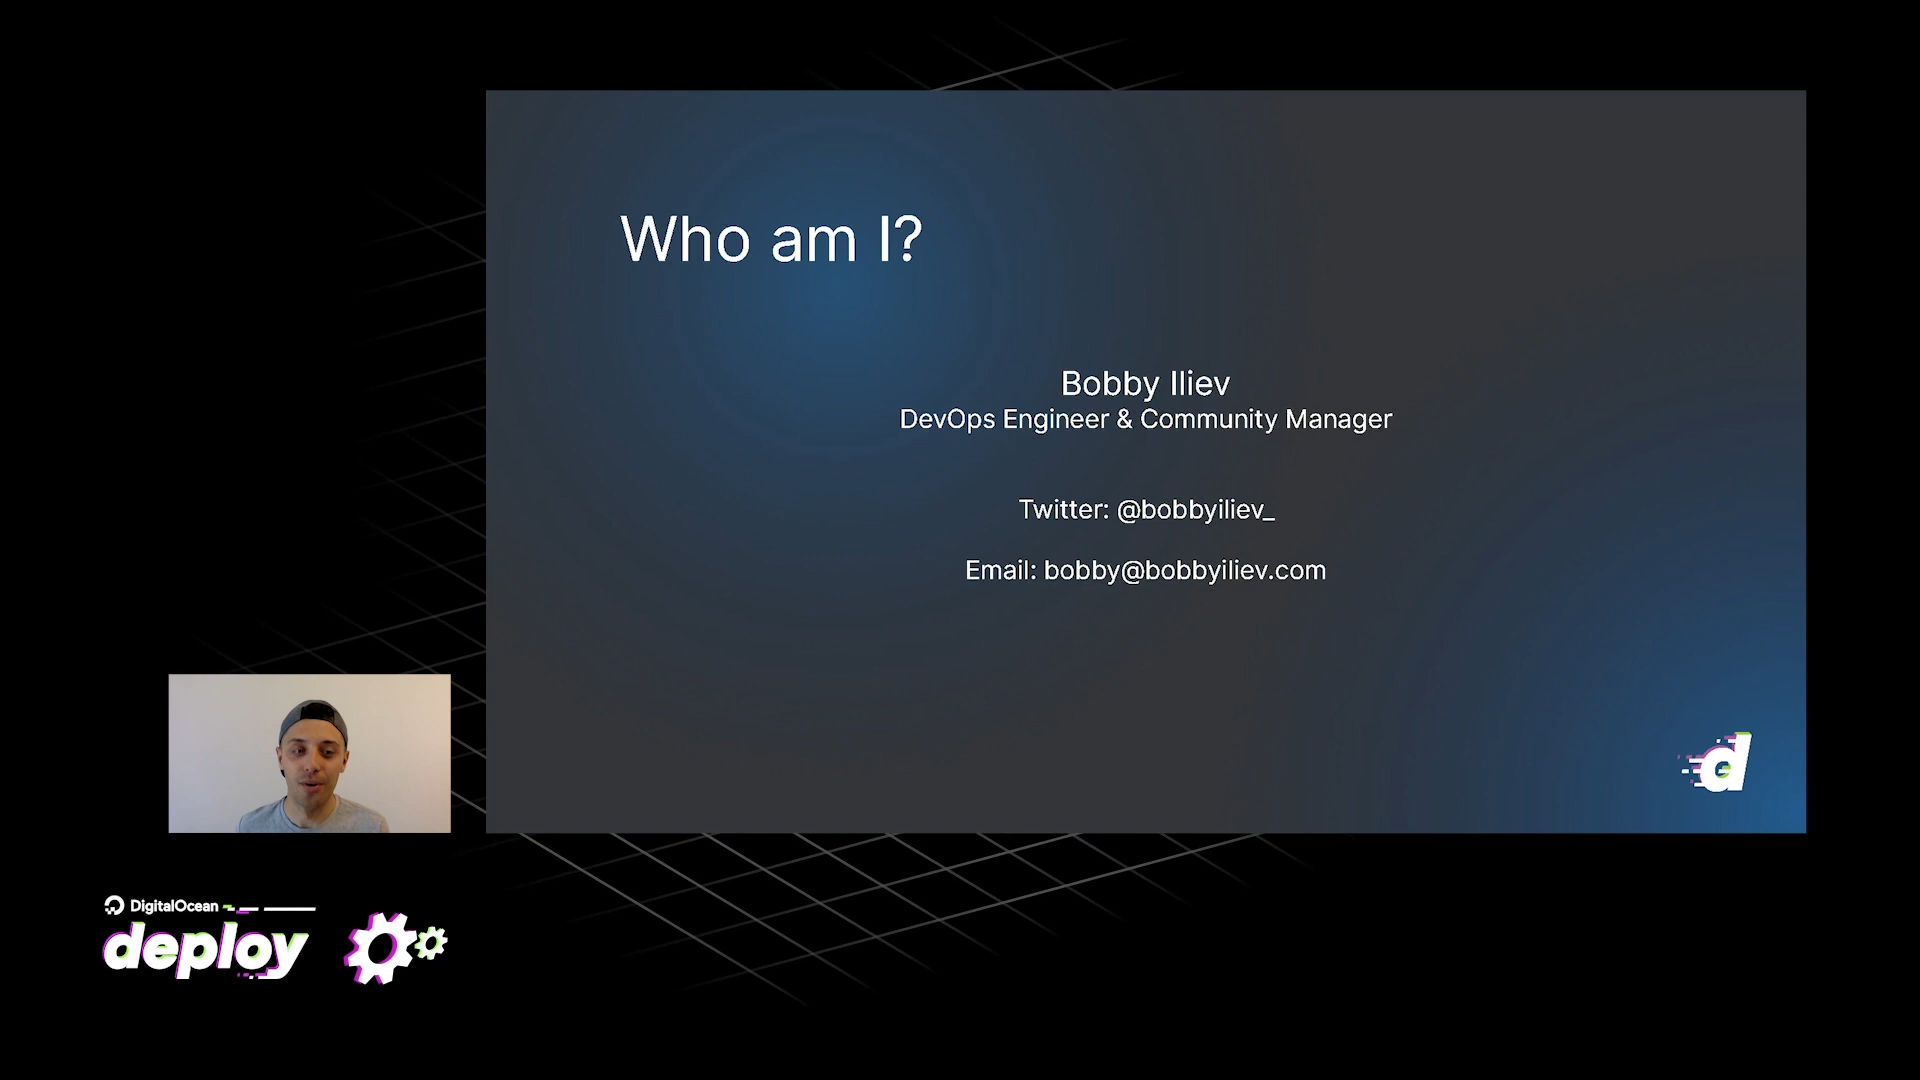 Who am I?
Bobby Iliev
DevOps Engineer & Community Manager
Twitter: @bobbyiliev_
Email: bobby@bobbyiliev.com
d
DigitalOcean
deploy